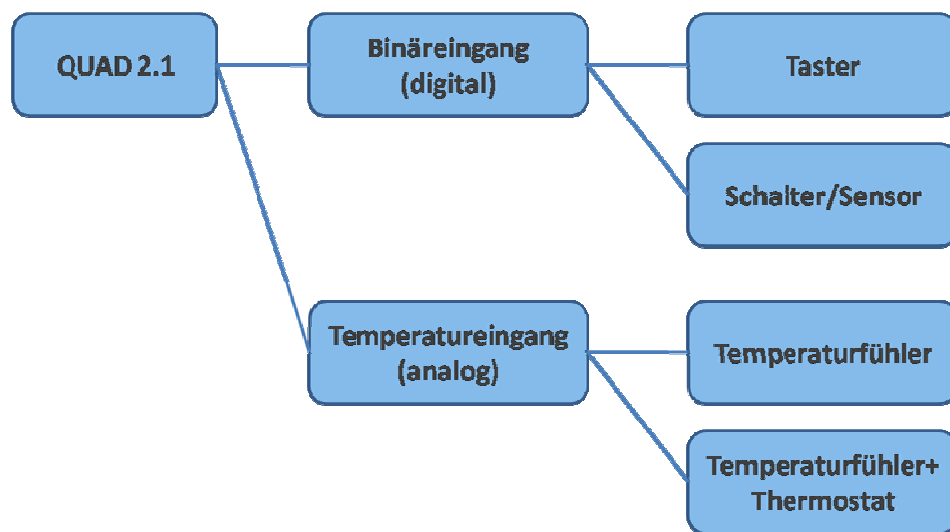 QUAD 2.1
Binäreingang
(digital)
Taster
Schalter/Sensor
Temperatureingang
(analog)
Temperaturfühler
Temperaturfühler+
Thermostat